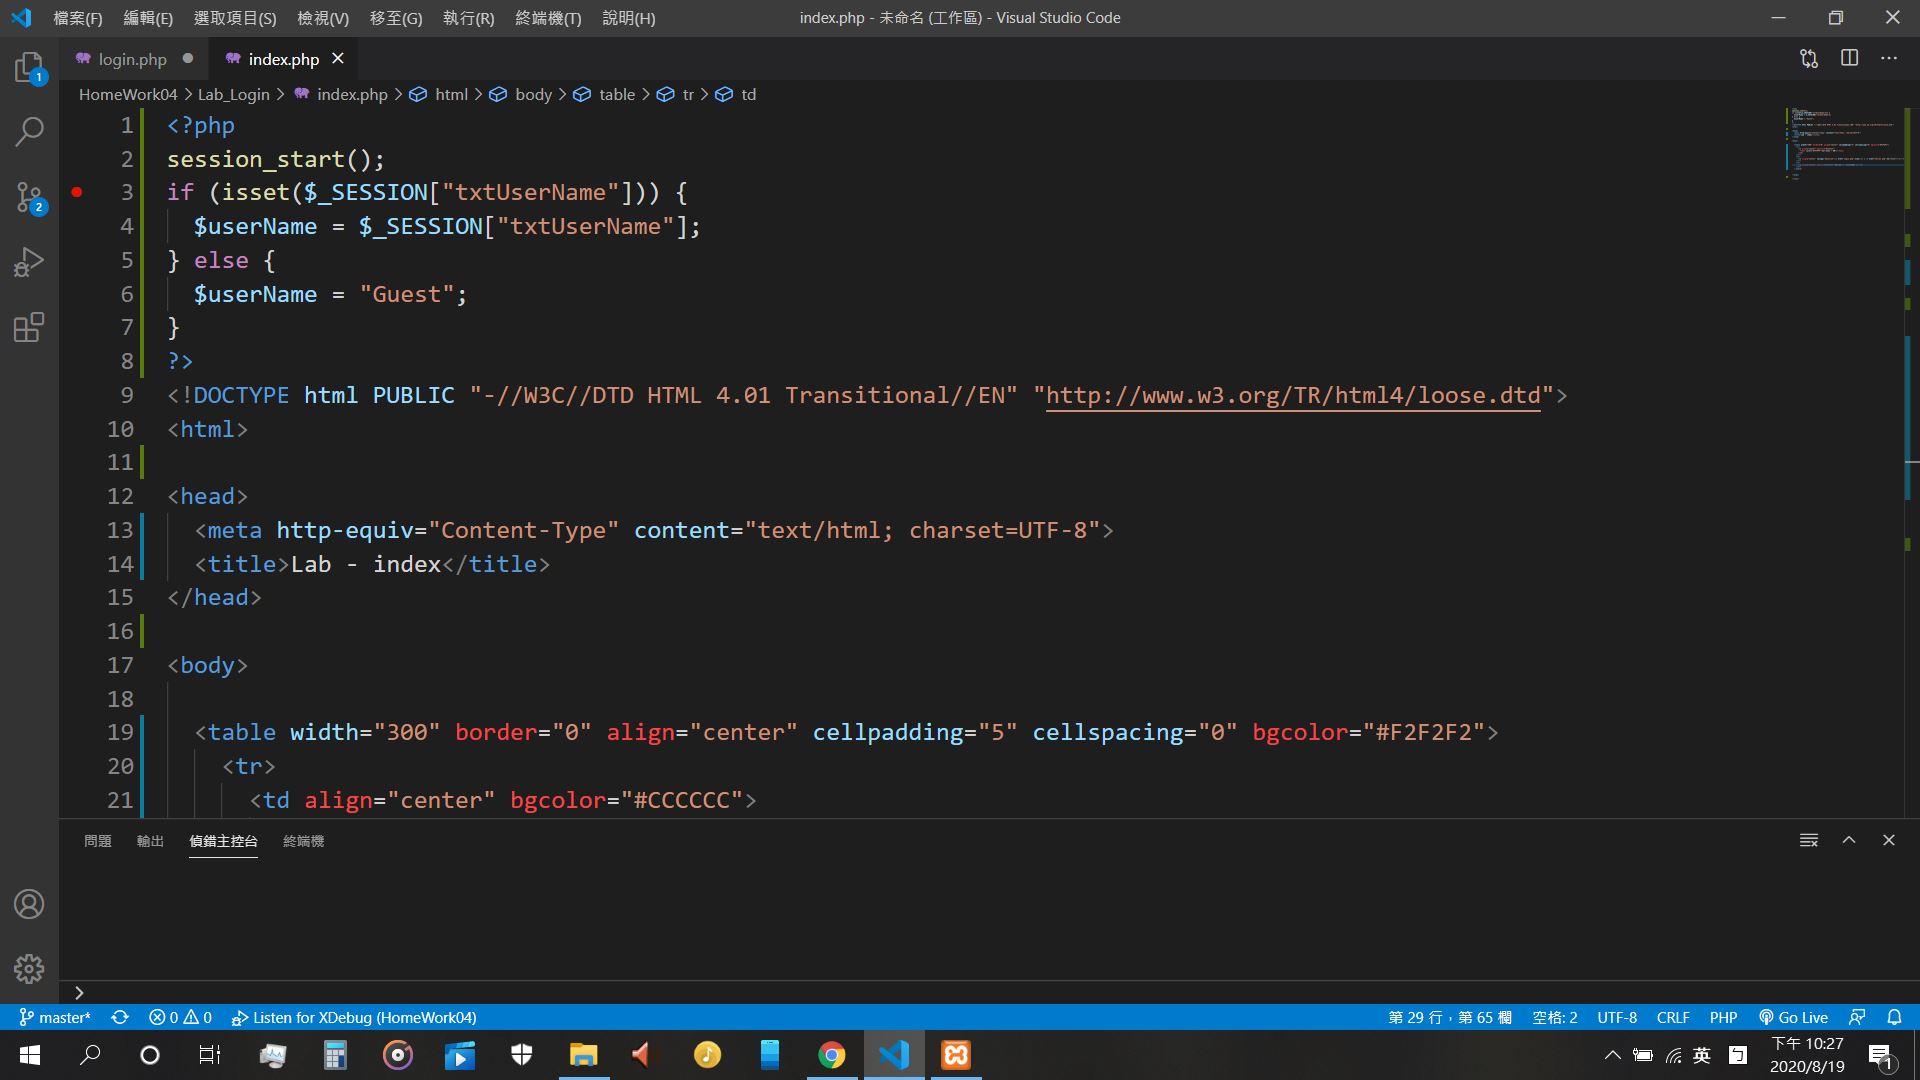 檔案(F) 編輯(E) 選取項目(S) 檢視(V) 移至(G) 執行(R) 終端機(T) 說明(H) index.php - 未命名 (工作區) - Visual Studio Code
login.php index.php
HomeWork04 > Lab_Login > index.php > html > body > table > tr > td
1 <?php
2 session_start();
3 if (isset($_SESSION["txtUserName"])) {
4 $userName = $_SESSION["txtUserName"];
5 } else {
6 $userName = "Guest";
7 }
8 ?>
9 <!DOCTYPE html PUBLIC "-//W3C//DTD HTML 4.01 Transitional//EN" "http://www.w3.org/TR/html4/loose.dtd">
10 <html>
11
12 <head>
13 <meta http-equiv="Content-Type" content="text/html; charset=UTF-8">
14 <title>Lab - index</title>
15 </head>
16
17 <body>
18
19 <table width="300" border="0" align="center" cellpadding="5" cellspacing="0" bgcolor="#F2F2F2">
20 <tr>
21 <td align="center" bgcolor="#CCCCCC">
問題 輸出 偵錯主控台 終端機
master* 0 0 Listen for XDebug (HomeWork04) 第 29 行，第 65 欄 空格: 2 UTF-8 CRLF PHP Go Live
英 下午 10:27
2020/8/19
1
1
2